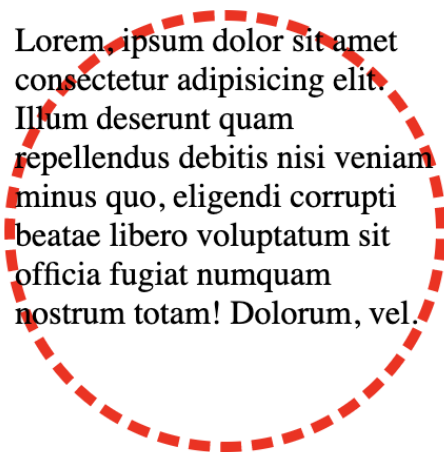 Lorem, ipsum dolor sit amet
consectetur adipisicing elit.
Illum deserunt quam
repellendus debitis nisi veniam
minus quo, eligendi corrupti
beatae libero voluptatum sit
officia fugiat numquam
nostrum totam! Dolorum, vel.